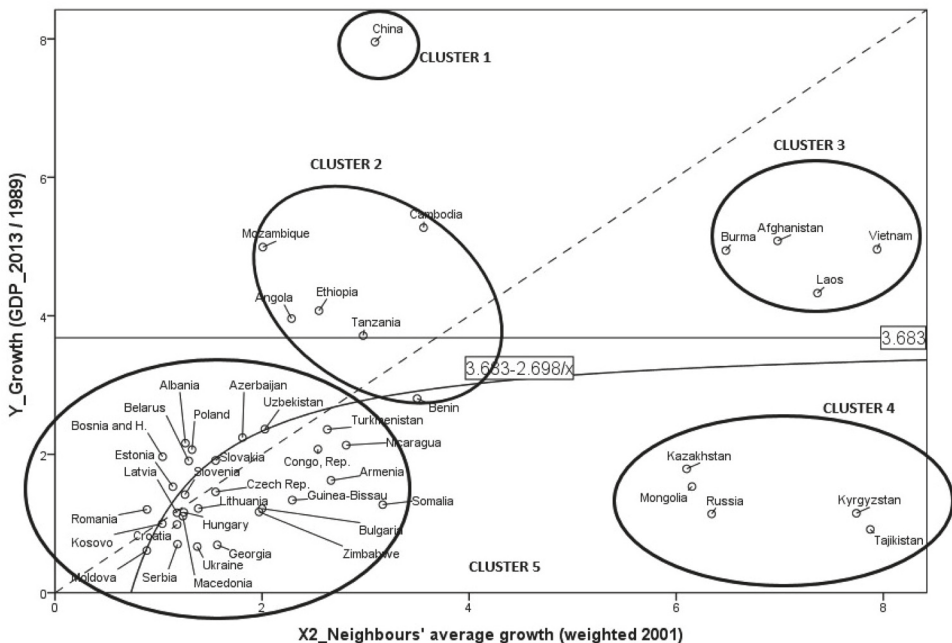 8
China
CLUSTER 1
CLUSTER 2
CLUSTER 3
6
Cambodia
Mozambique
Burma
Afghanistan
Vietnam
Laos
Angola
Ethiopia
Tanzania
4
3.683
3.683-2.698/x
Benin
CLUSTER 4
Albania
Azerbaijan
Belarus
Poland
Uzbekistan
Bosnia and H.
Turkmenistan
Nicaragua
2
Estonia
Slovakia
Congo, Rep.
Latvia
Slovenia
Armenia
Czech Rep.
Kazakhstan
Mongolia
Russia
Kyrgyzstan
Tajikistan
Lithuania
Guinea-Bissau
Somalia
Romania
Hungary
Bulgaria
Kosovo
Croatia
Georgia
Zimbabwe
Ukraine
Moldova
Serbia
Macedonia
CLUSTER 5
0
0
2
4
6
8
Y_Growth (GDP_2013 / 1989)
X2_Neighbours' average growth (weighted 2001)